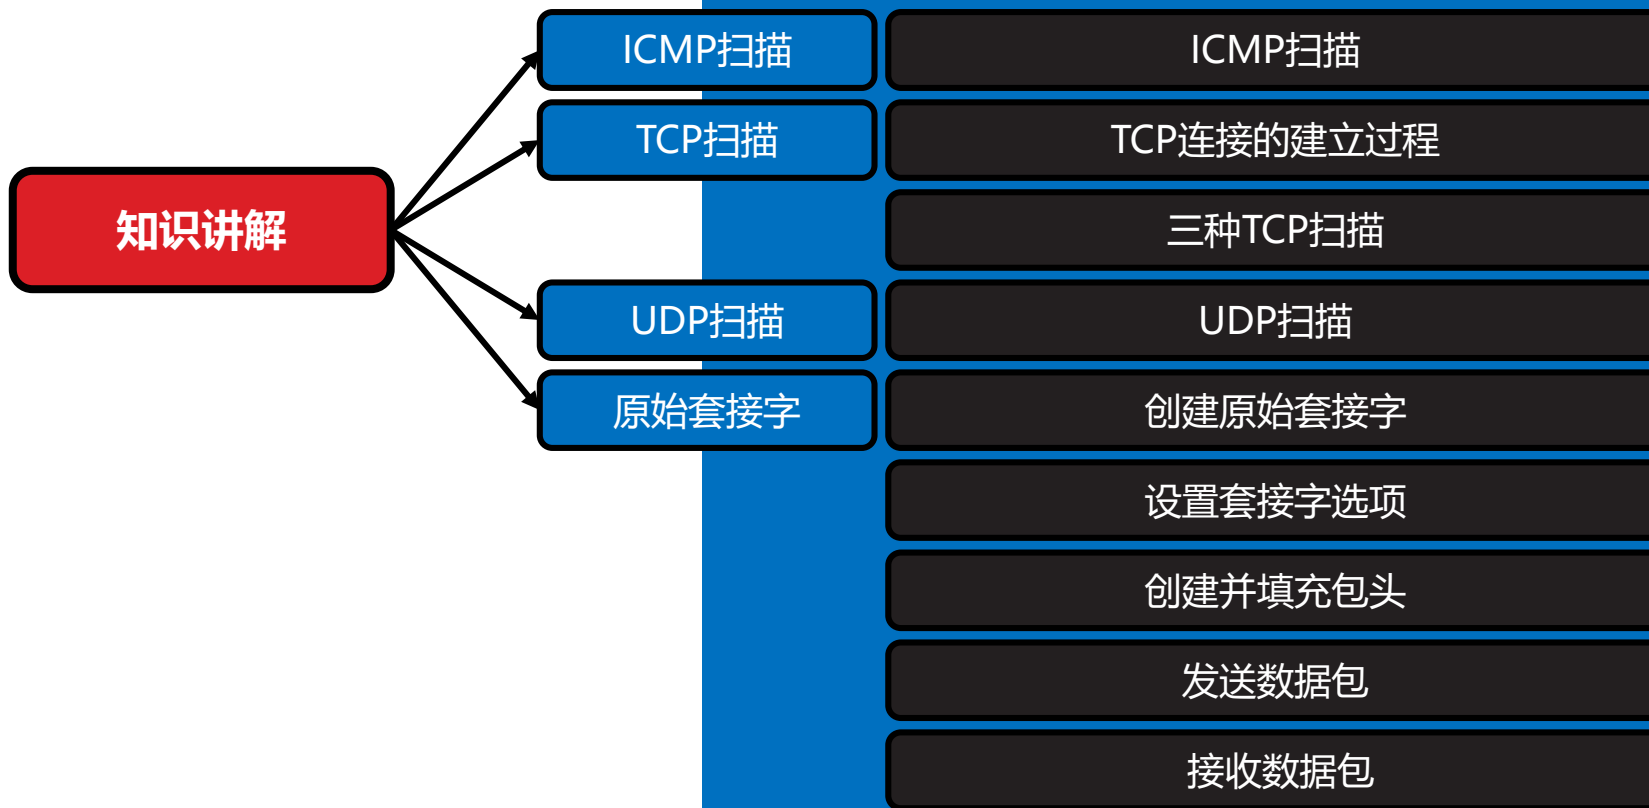 知识讲解
ICMP扫描
ICMP扫描
TCP扫描
TCP连接的建立过程
三种TCP扫描
UDP扫描
UDP扫描
原始套接字
创建原始套接字
设置套接字选项
创建并填充包头
发送数据包
接收数据包